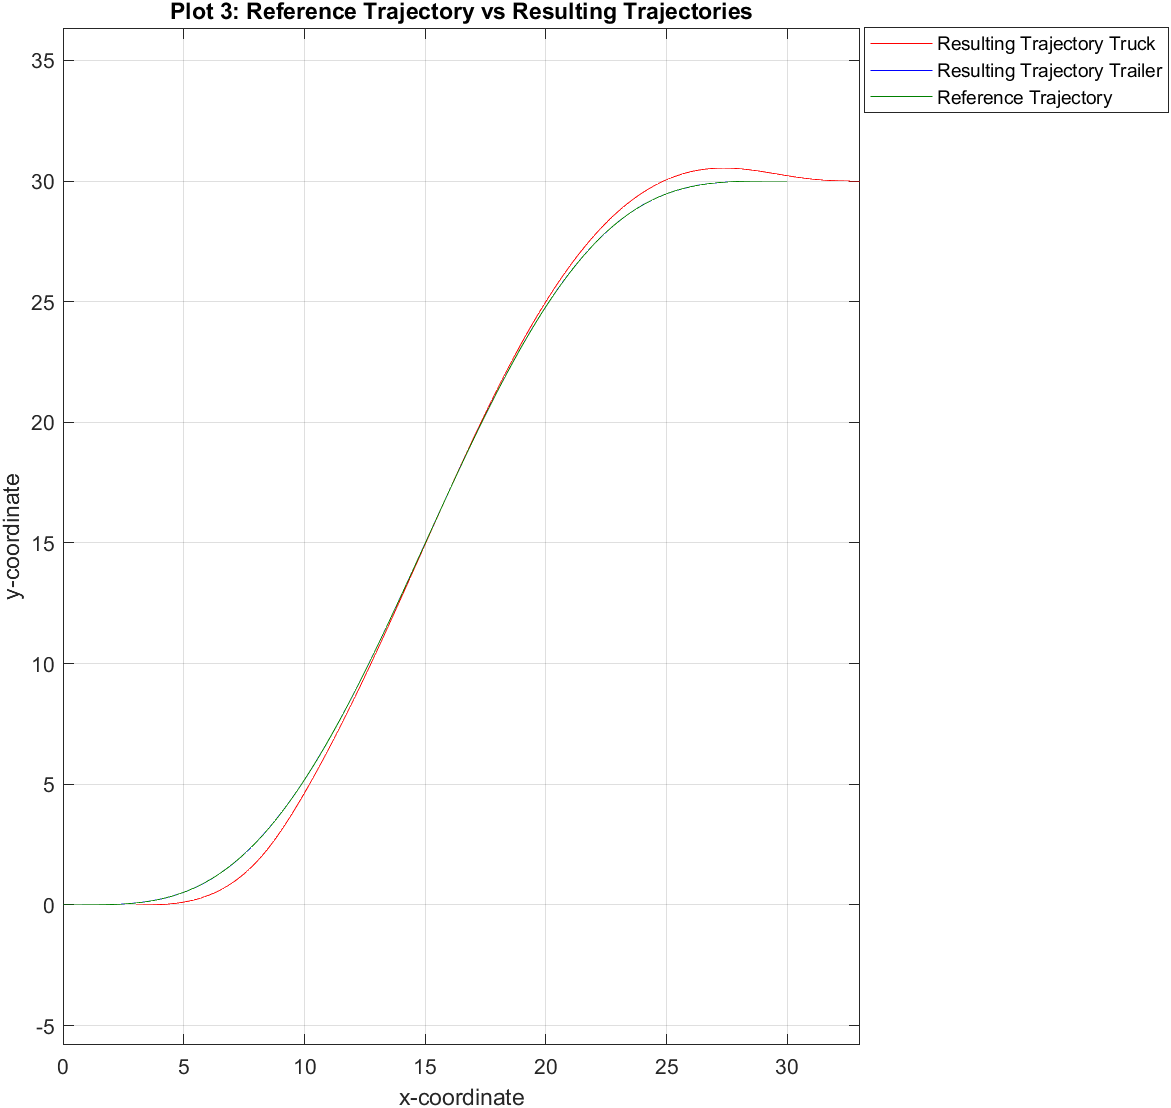 Plot 3: Reference Trajectory vs Resulting Trajectories
Resulting Trajectory Truck
Resulting Trajectory Trailer
Reference Trajectory
35
30
25
20
15
10
5
0
-5
y-coordinate
0 5 10 15 20 25 30
x-coordinate